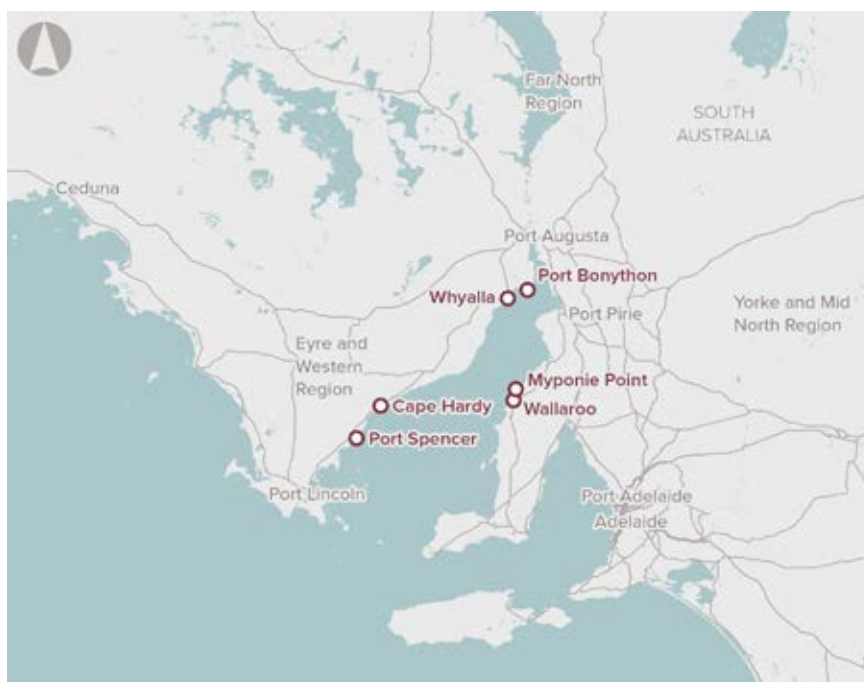 Far North
Region
SOUTH
AUSTRALIA
Ceduna
Port Augusta
Port Bonython
Whyalla
Yorke and Mid
North Region
Port Pirie
Eyre and
Western
Region
Myponie Point
Cape Hardy
Wallaroo
Port Spencer
Port Lincoln
Port Adelaide
Adelaide